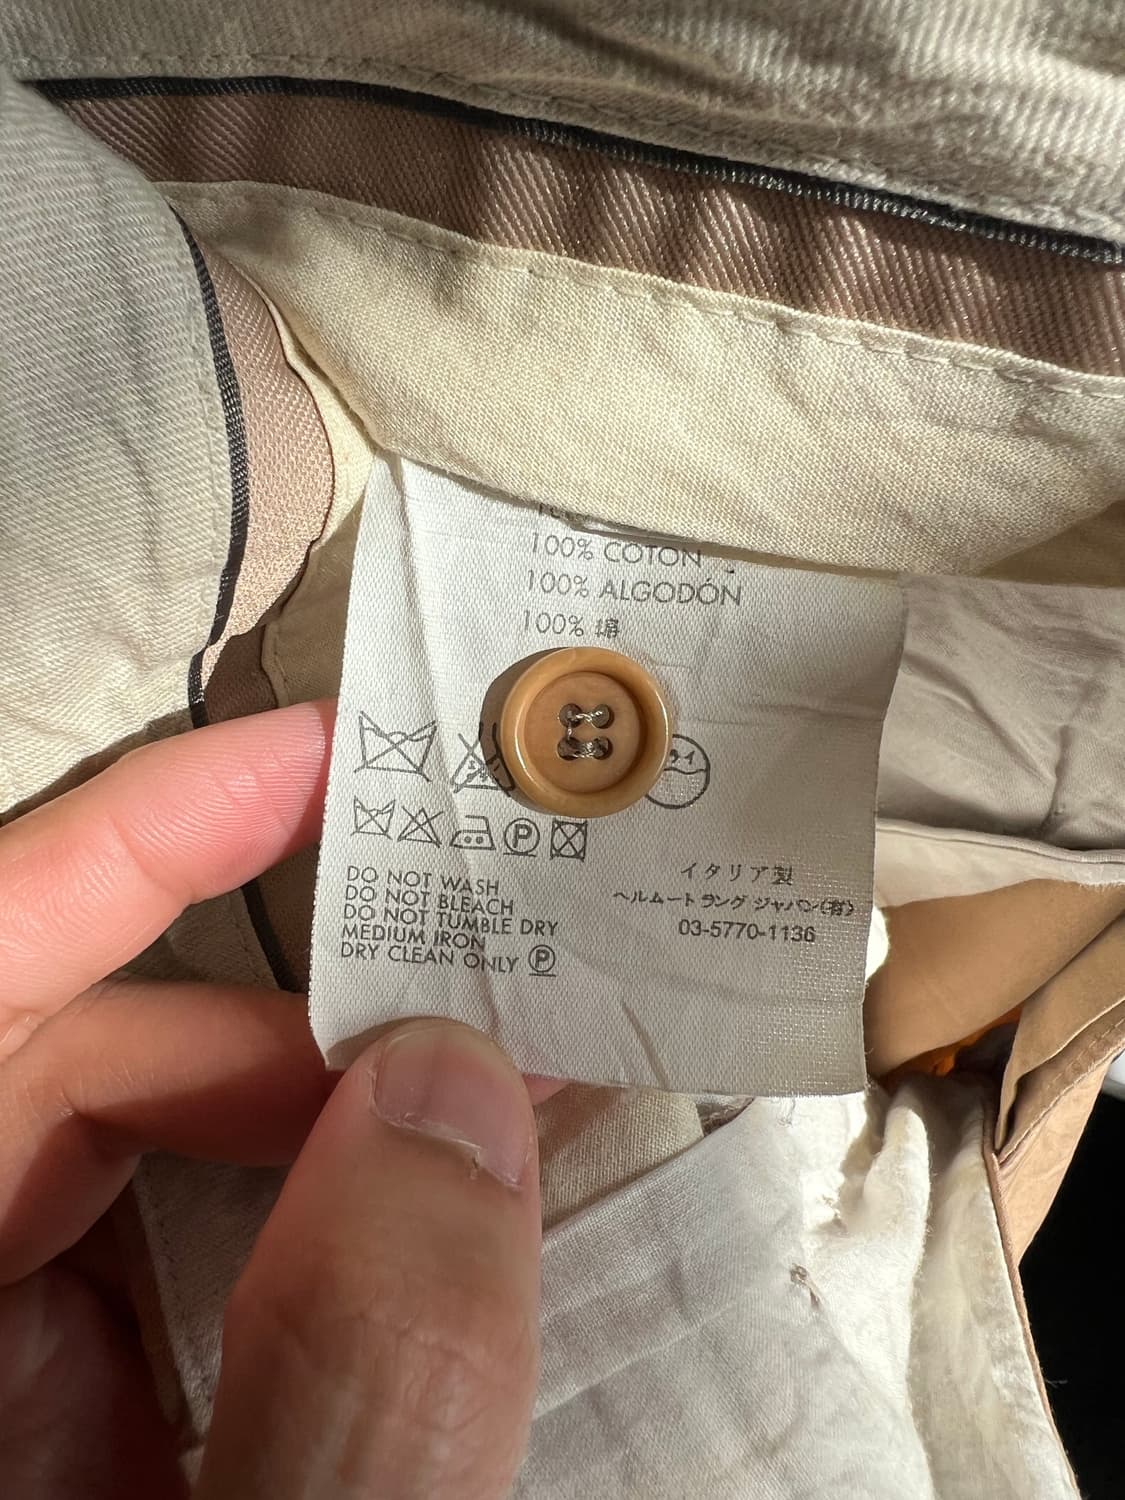 100% COTON
100% ALGODÓN
100% 綿
P
DO NOT WASH
DO NOT BLEACH
DO NOT TUMBLE DRY
MEDIUM IRON
DRY CLEAN ONLY P
イタリア製
ヘルムート ラング ジャパン(有)
03-5770-1136